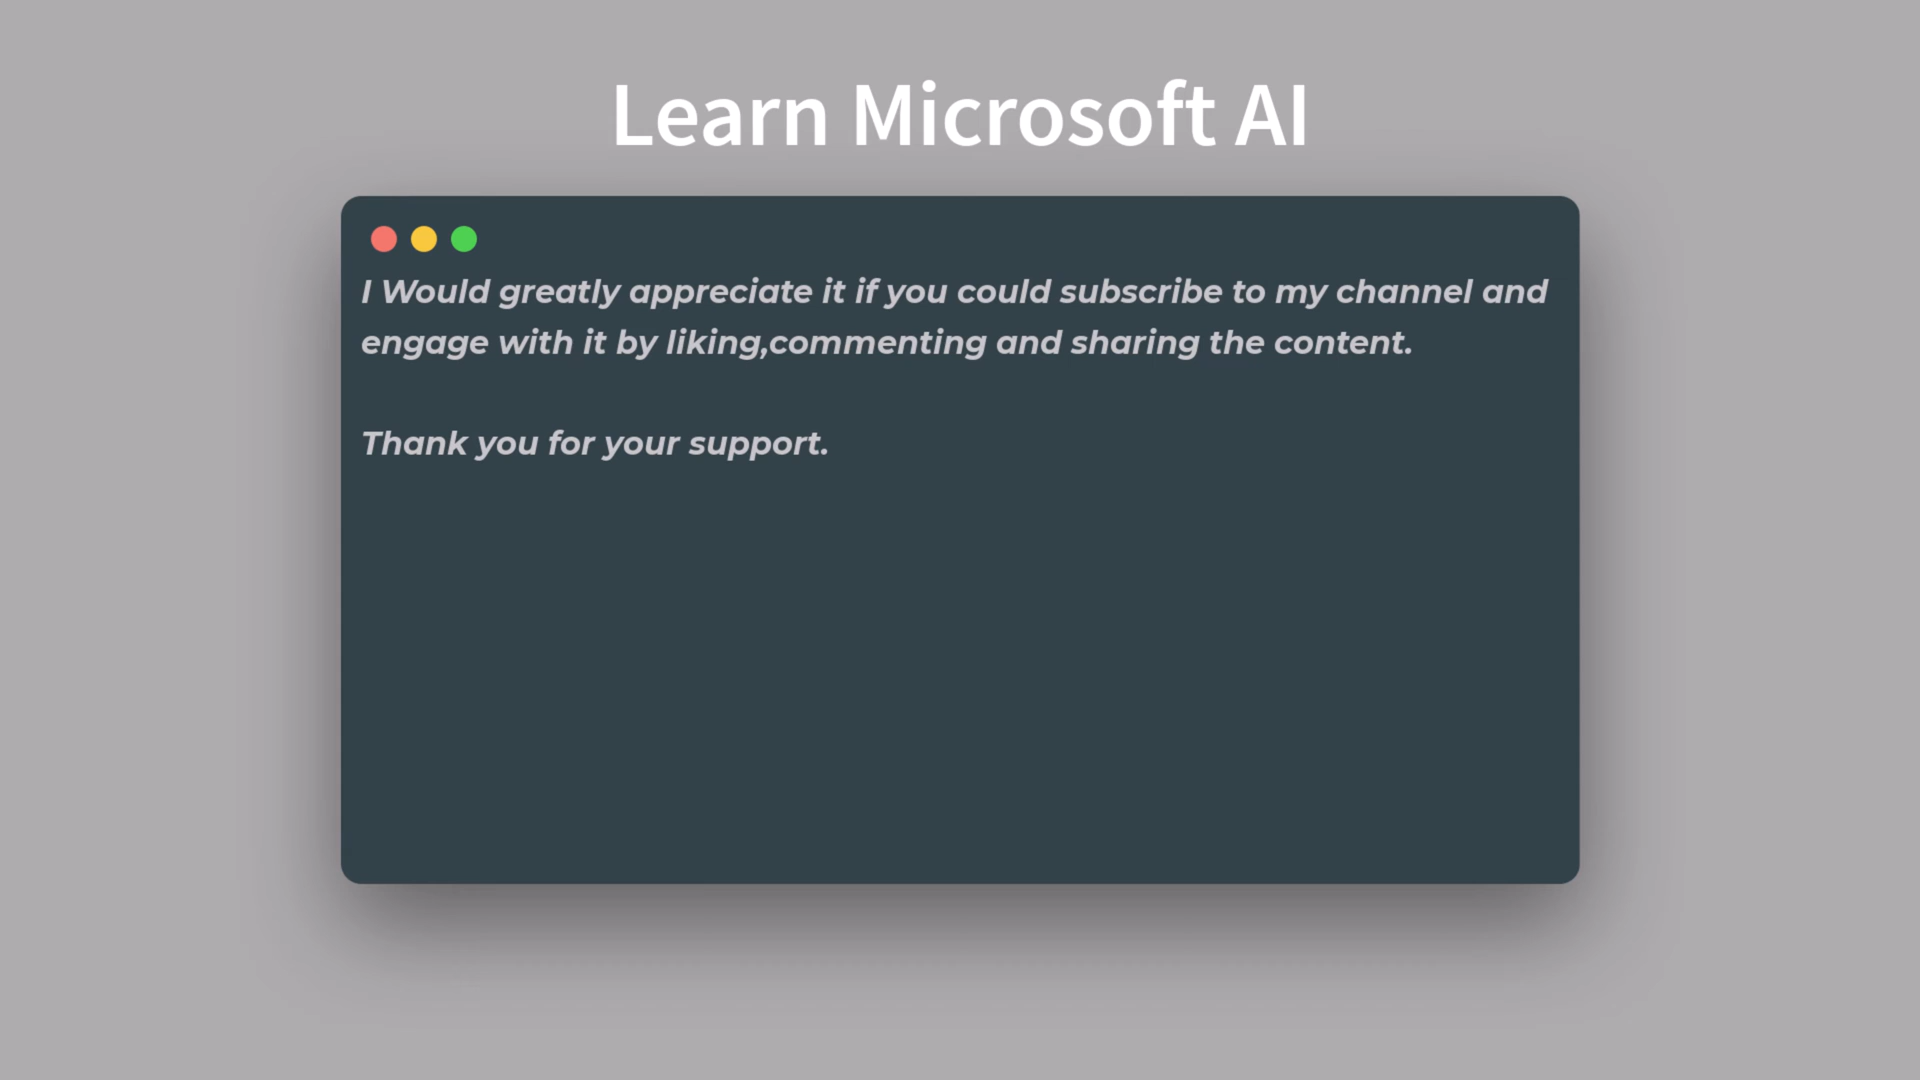 Learn Microsoft AI
I Would greatly appreciate it if you could subscribe to my channel and
engage with it by liking,commenting and sharing the content.
Thank you for your support.